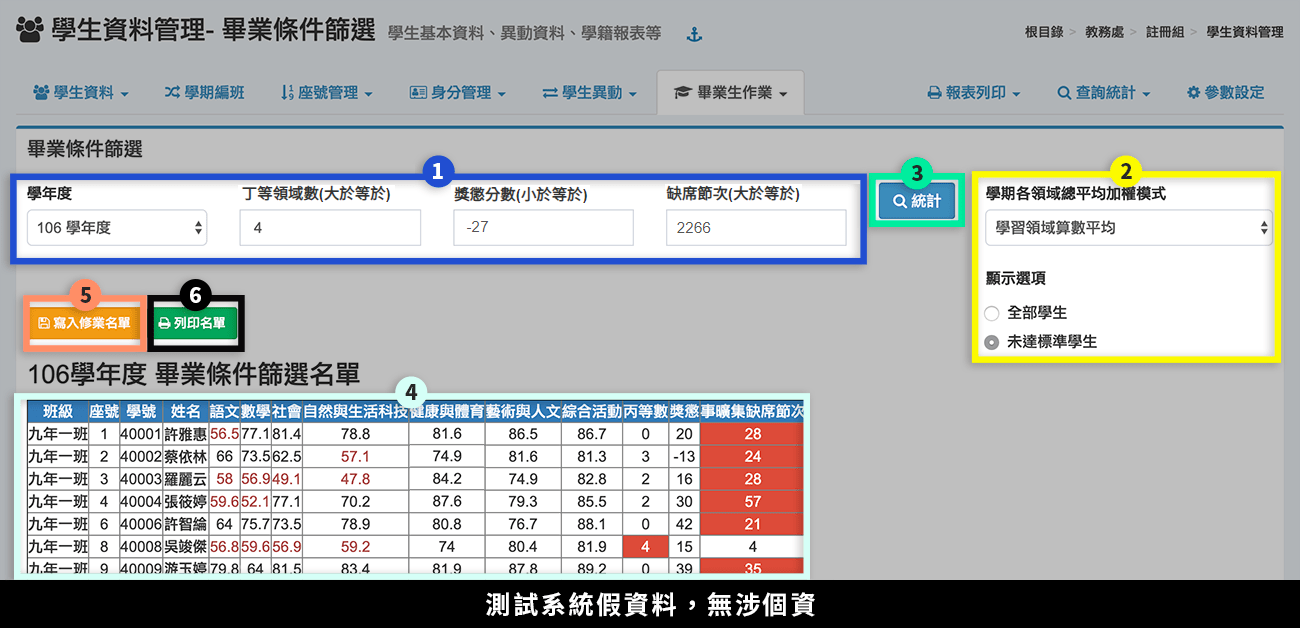 學生資料管理- 畢業條件篩選 學生基本資料、異動資料、學籍報表等
根目錄 > 教務處 > 註冊組 > 學生資料管理
學生資料 學期編班 座號管理 身分管理 學生異動 畢業生作業 報表列印 查詢統計 參數設定
畢業條件篩選
1
3
2
學年度 丁等領域數(大於等於) 獎懲分數(小於等於) 缺席節次(大於等於)
106 學年度 4 -27 2266
統計
學期各領域總平均加權模式
學習領域算數平均
顯示選項
全部學生
未達標準學生
5
6
寫入修業名單 列印名單
106學年度 畢業條件篩選名單
4
班級 座號 學號 姓名 語文 數學 社會 自然與生活科技 健康與體育 藝術與人文 綜合活動 丙等數 獎懲 事曠集缺席節次
九年一班 1 40001 許雅惠 56.5 77.1 81.4 78.8 81.6 86.5 86.7 0 20 28
九年一班 2 40002 蔡依林 66 73.5 62.5 57.1 74.9 81.6 81.3 3 -13 24
九年一班 3 40003 羅麗云 58 56.9 49.1 47.8 84.2 74.9 82.8 2 16 28
九年一班 4 40004 張筱婷 59.6 52.1 77.1 70.2 87.6 79.3 85.5 2 30 57
九年一班 6 40006 許智綸 64 75.7 73.5 78.9 80.8 76.7 88.1 0 42 21
九年一班 8 40008 吳竣傑 56.8 59.6 56.9 59.2 74 80.4 81.9 4 15 4
九年一班 9 40009 游玉婷 79.8 64 81.5 83.4 81.9 87.8 89.2 0 39 35
測試系統假資料，無涉個資